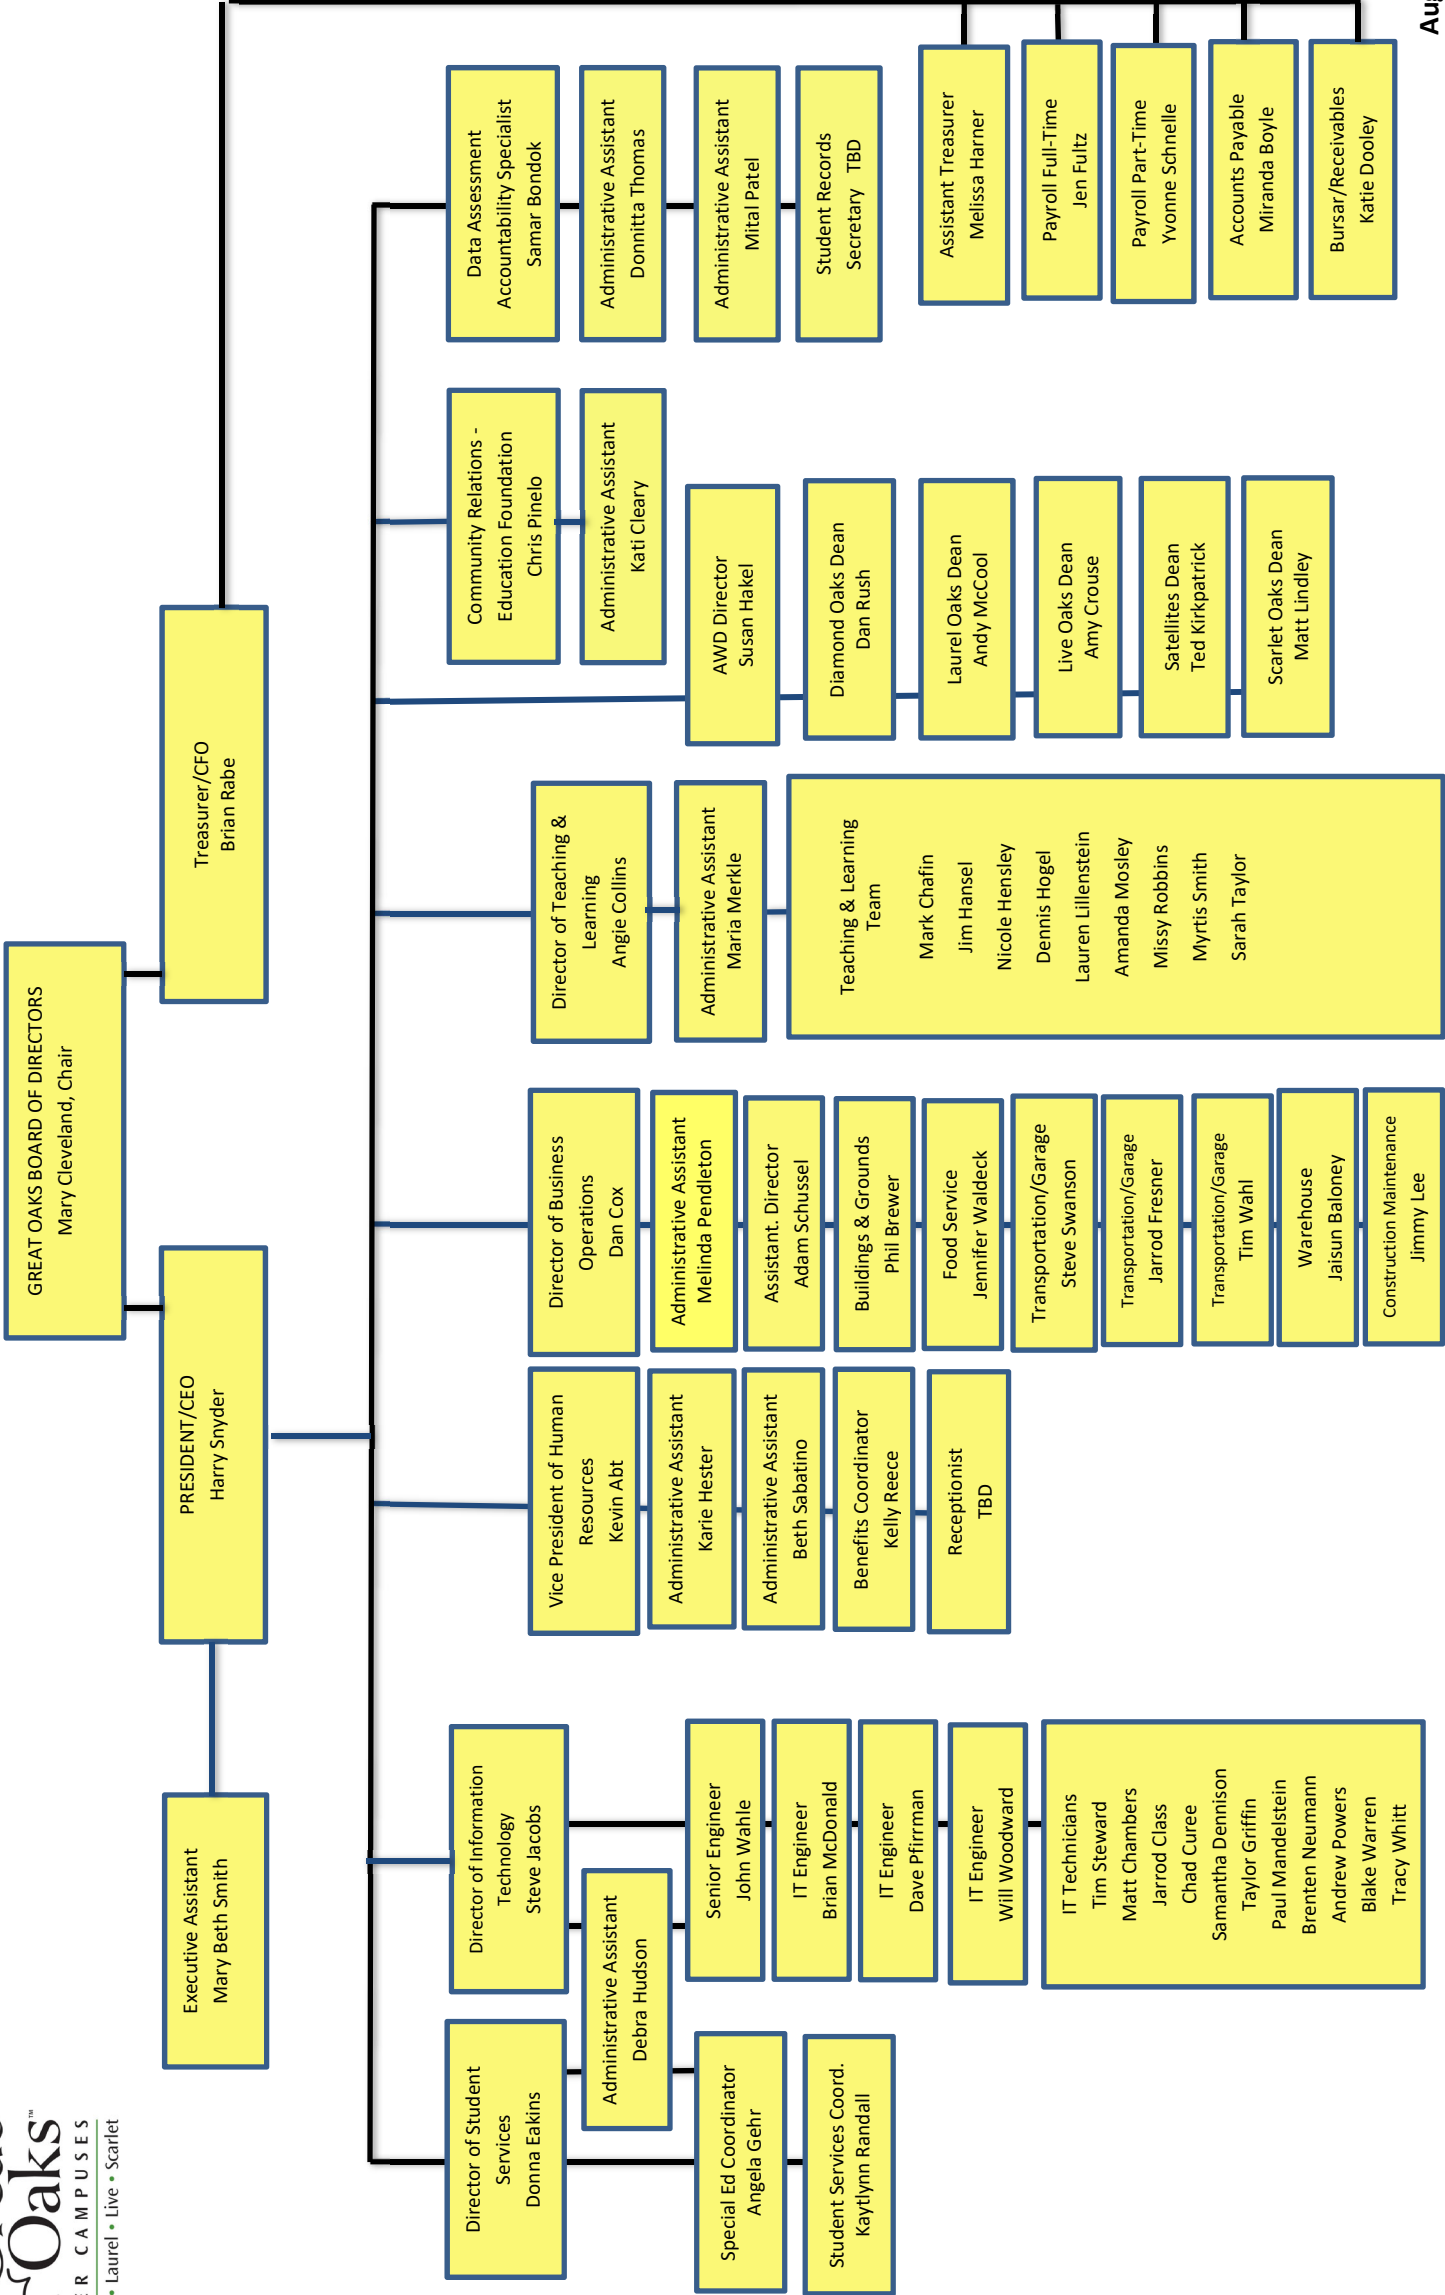 Oaks™
CAMPUSES
• Laurel • Live • Scarlet
GREAT OAKS BOARD OF DIRECTORS
Mary Cleveland, Chair
Executive Assistant
Mary Beth Smith
PRESIDENT/CEO
Harry Snyder
Treasurer/CFO
Brian Rabe
Director of Student
Services
Donna Eakins
Administrative Assistant
Debra Hudson
Special Ed Coordinator
Angela Gehr
Student Services Coord.
Kaytlynn Randall
Director of Information
Technology
Steve Jacobs
Senior Engineer
John Wahle
IT Engineer
Brian McDonald
IT Engineer
Dave Pfirrman
IT Engineer
Will Woodward
IT Technicians
Tim Steward
Matt Chambers
Jarrod Class
Chad Curee
Samantha Dennison
Taylor Griffin
Paul Mandelstein
Brenten Neumann
Andrew Powers
Blake Warren
Tracy Whitt
Vice President of Human
Resources
Kevin Abt
Administrative Assistant
Karie Hester
Administrative Assistant
Beth Sabatino
Benefits Coordinator
Kelly Reece
Receptionist
TBD
Director of Business
Operations
Dan Cox
Administrative Assistant
Melinda Pendleton
Assistant. Director
Adam Schussel
Buildings & Grounds
Phil Brewer
Food Service
Jennifer Waldeck
Transportation/Garage
Steve Swanson
Transportation/Garage
Jarrod Fresner
Transportation/Garage
Tim Wahl
Warehouse
Jaisun Baloney
Construction Maintenance
Jimmy Lee
Director of Teaching &
Learning
Angie Collins
Administrative Assistant
Maria Merkle
Teaching & Learning
Team
Mark Chafin
Jim Hansel
Nicole Hensley
Dennis Hogel
Lauren Lillenstein
Amanda Mosley
Missy Robbins
Myrtis Smith
Sarah Taylor
AWD Director
Susan Hakel
Diamond Oaks Dean
Dan Rush
Laurel Oaks Dean
Andy McCool
Live Oaks Dean
Amy Crouse
Satellites Dean
Ted Kirkpatrick
Scarlet Oaks Dean
Matt Lindley
Community Relations -
Education Foundation
Chris Pinelo
Administrative Assistant
Kati Cleary
Data Assessment
Accountability Specialist
Samar Bondok
Administrative Assistant
Donnitta Thomas
Administrative Assistant
Mital Patel
Student Records
Secretary TBD
Assistant Treasurer
Melissa Harner
Payroll Full-Time
Jen Fultz
Payroll Part-Time
Yvonne Schnelle
Accounts Payable
Miranda Boyle
Bursar/Receivables
Katie Dooley